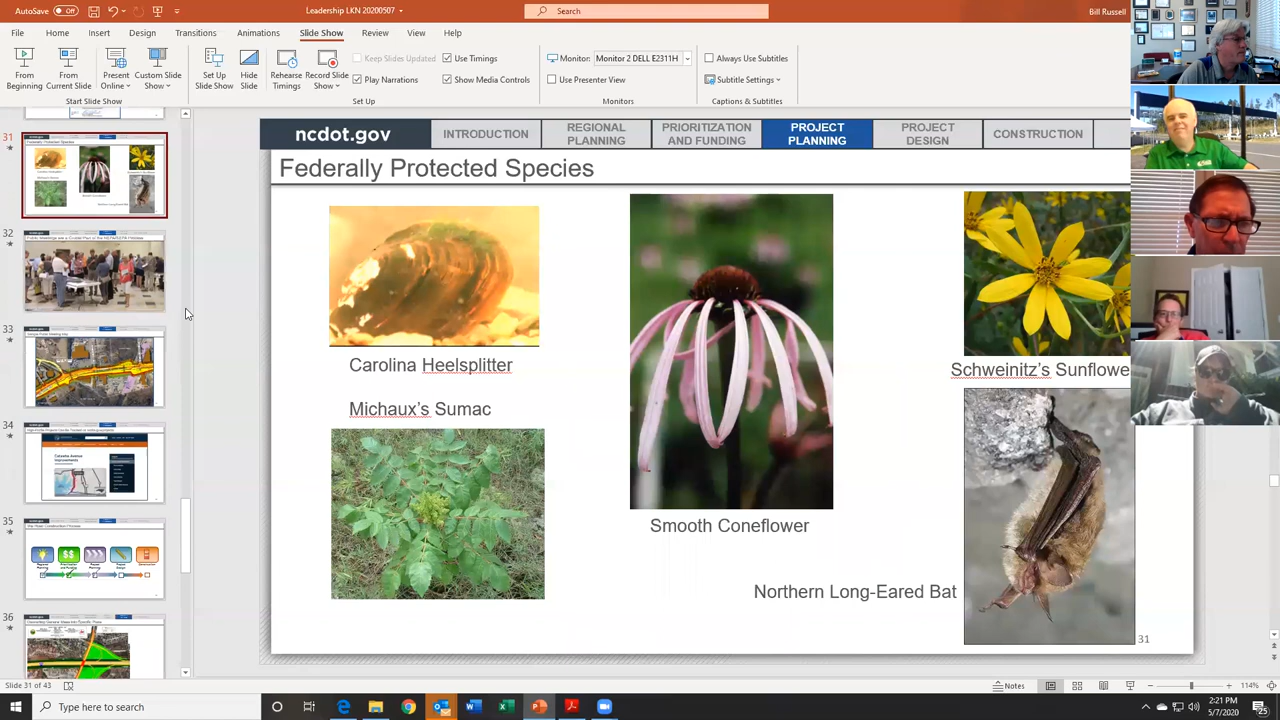 AutoSave
Off
Leadership LKN 20200507
Search
Bill Russell
File
Home
Insert
Design
Transitions
Animations
Slide Show
Review
View
Help
From
Beginning
From
Current Slide
Present
Online
Custom Slide
Show
Set Up
Slide Show
Hide
Slide
Rehearse
Timings
Record Slide
Show
Keep Slides Updated
Use Timings
Play Narrations
Show Media Controls
Monitor:
Monitor 2 DELL E2311H
Use Presenter View
Always Use Subtitles
Subtitle Settings
Start Slide Show
Set Up
Monitors
Captions & Subtitles
31
32
33
34
35
36
ncdot.gov
INTRODUCTION
REGIONAL
PLANNING
PRIORITIZATION
AND FUNDING
PROJECT
PLANNING
PROJECT
DESIGN
CONSTRUCTION
Federally Protected Species
Carolina Heelsplitter
Michaux's Sumac
Smooth Coneflower
Schweinitz's Sunflowe
Northern Long-Eared Bat
31
Slide 31 of 43
Notes
114%
Type here to search
2:21 PM
5/7/2020
25